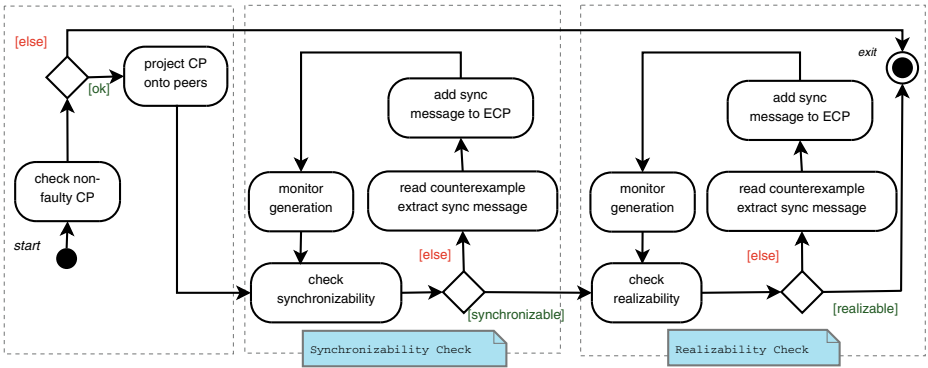 [else]
project CP
onto peers
[ok]
check non-
faulty CP
start
add sync
message to ECP
monitor
generation
read counterexample
extract sync message
[else]
check
synchronizability
[synchronizable]
Synchronizability Check
exit
add sync
message to ECP
monitor
generation
read counterexample
extract sync message
[else]
check
realizability
[realizable]
Realizability Check